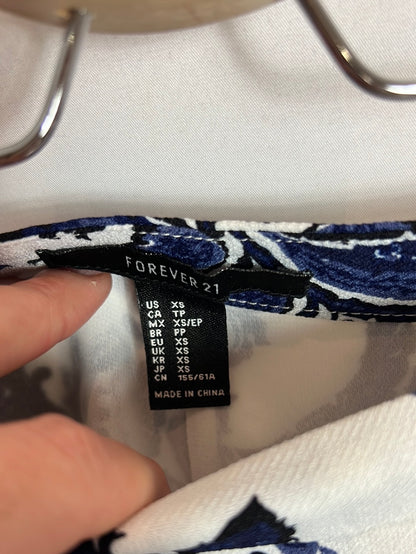 FOREVER 21
US XS
CA TP
MX XS/EP
BR PP
EU XS
UK XS
KR XS
JP XS
CN 155/61A
MADE IN CHINA